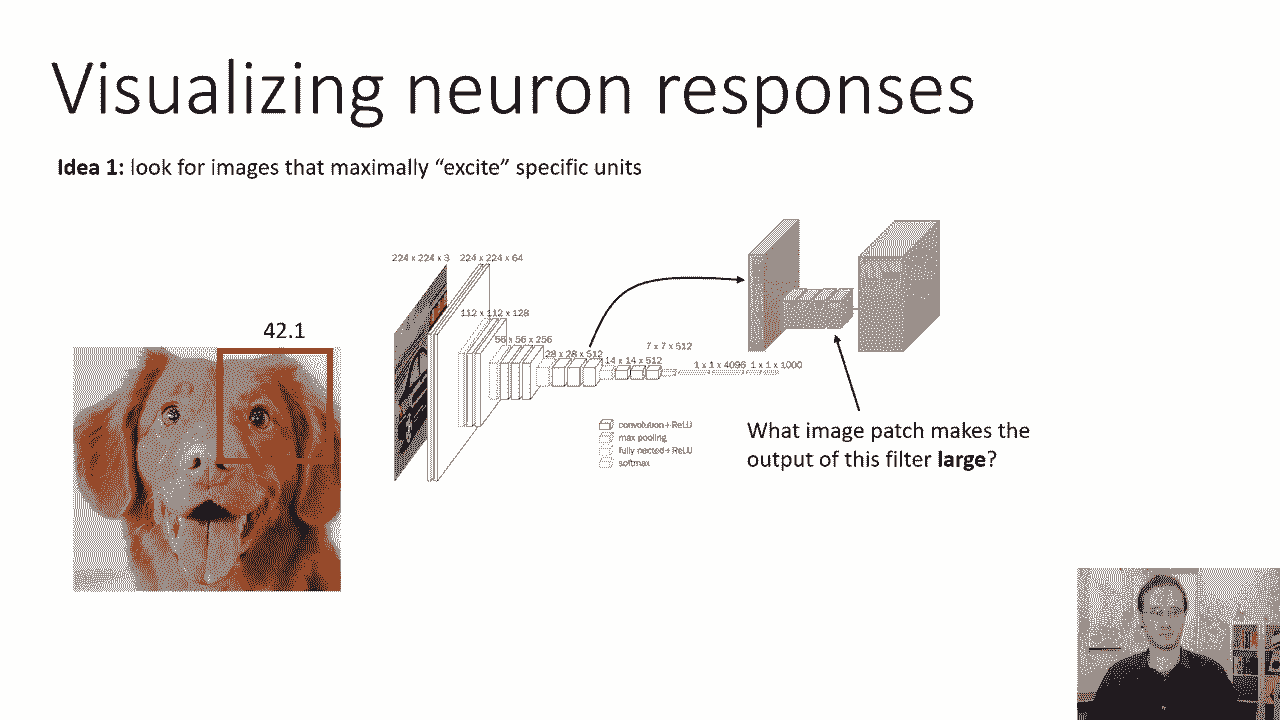 Visualizing neuron responses
Idea 1: look for images that maximally “excite” specific units
42.1
224 x 224 x 3 224 x 224 x 64
112 x 112 x 128
56 x 56 x 256
28 x 28 x 512
14 x 14 x 512
7 x 7 x 512
1 x 1 x 4096 1 x 1 x 1000
convolution+ReLU
max pooling
fully nected+ReLU
softmax
What image patch makes the
output of this filter large?